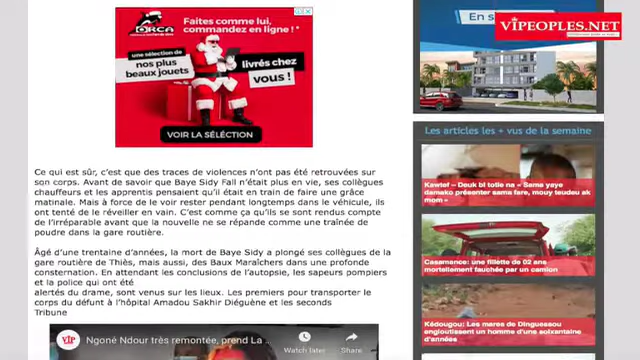 ORCA
Faites comme lui,
commandez en ligne !*
une sélection de
nos plus
beaux jouets
livrés chez
vous !
VOIR LA SÉLECTION
En s
ViPEOPLES.NET
Les articles les + vus de la semaine
Kawtef – Deuk bi totie na « Sama yaye
damako présenter sama fare, mouy teudeu ak
mom »
Casamance: une fillette de 02 ans
mortellement fauchée par un camion
Kédougou: Les mares de Dinguessou
engloutissent un homme d'une soixantaine
d'années
Ce qui est sûr, c'est que des traces de violences n'ont pas été retrouvées sur
son corps. Avant de savoir que Baye Sidy Fall n'était plus en vie, ses collègues
chauffeurs et les apprentis pensaient qu'il était en train de faire une grâce
matinale. Mais à force de le voir rester pendant longtemps dans le véhicule, ils
ont tenté de le réveiller en vain. C'est comme ça qu'ils se sont rendus compte
de l'irréparable avant que la nouvelle ne se répande comme une traînée de
poudre dans la gare routière.
Âgé d'une trentaine d'années, la mort de Baye Sidy a plongé ses collègues de la
gare routière de Thiès, mais aussi, des Baux Maraîchers dans une profonde
consternation. En attendant les conclusions de l'autopsie, les sapeurs pompiers
et la police qui ont été
alertés du drame, sont venus sur les lieux. Les premiers pour transporter le
corps du défunt à l'hôpital Amadou Sakhir Diéguène et les seconds
Tribune
ViP
Ngoné Ndour très remontée, prend La ...
Watch later
Share